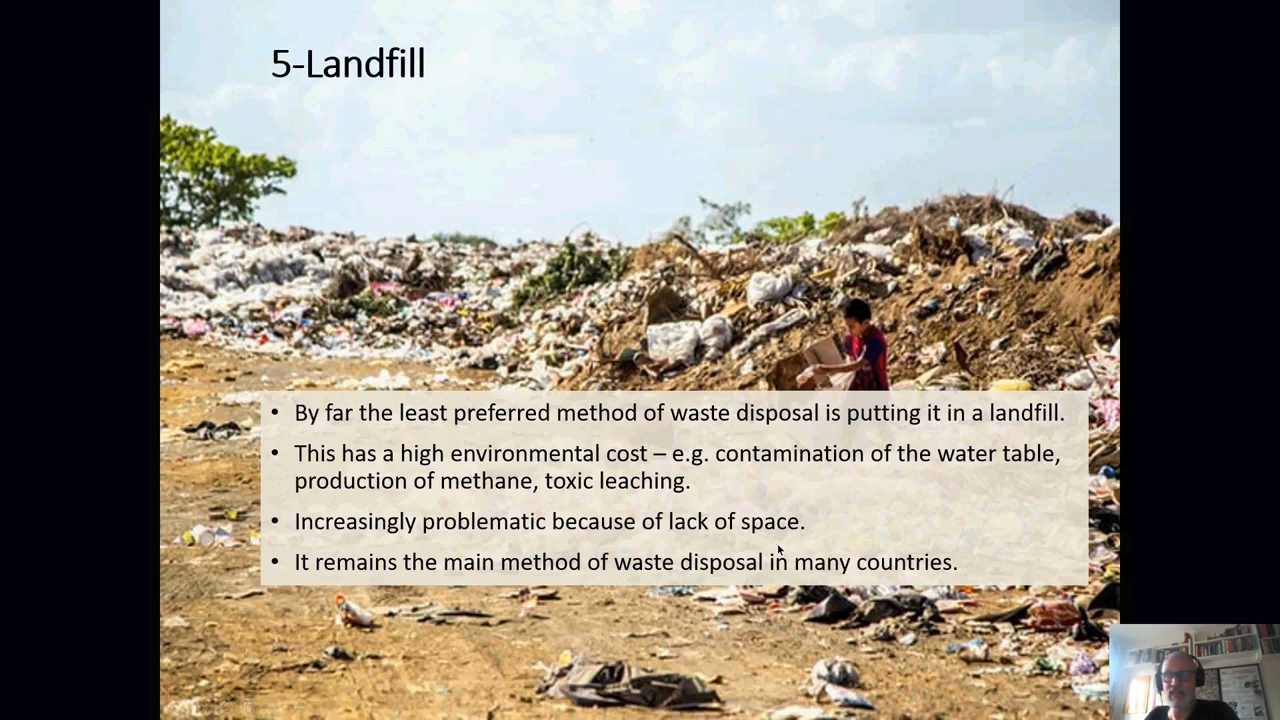 5-Landfill
• By far the least preferred method of waste disposal is putting it in a landfill.
• This has a high environmental cost – e.g. contamination of the water table,
production of methane, toxic leaching.
• Increasingly problematic because of lack of space.
• It remains the main method of waste disposal in many countries.